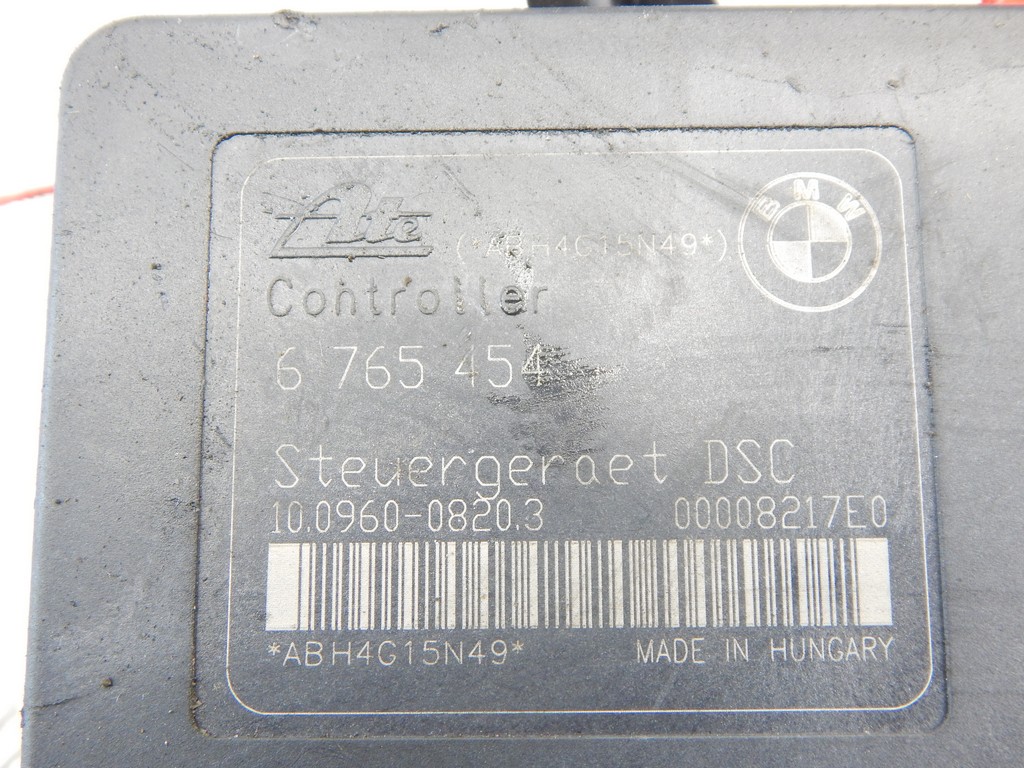 Ate (*ABH4G15N49*) BMW
Controller
6 765 454
Steuergeraet DSC
10.0960-0820.3 00008217E0
*ABH4G15N49* MADE IN HUNGARY